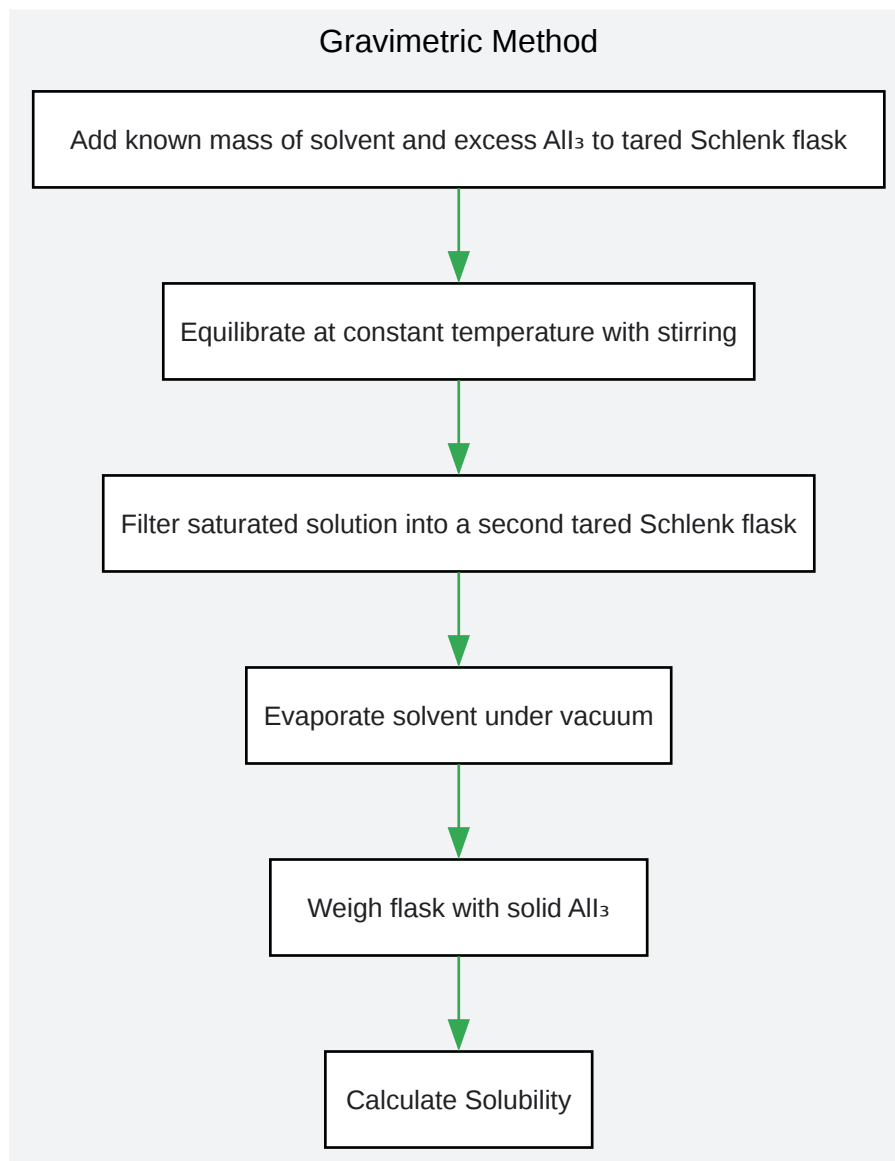 Gravimetric Method
Add known mass of solvent and excess AlI₃ to tared Schlenk flask
Equilibrate at constant temperature with stirring
Filter saturated solution into a second tared Schlenk flask
Evaporate solvent under vacuum
Weigh flask with solid AlI₃
Calculate Solubility